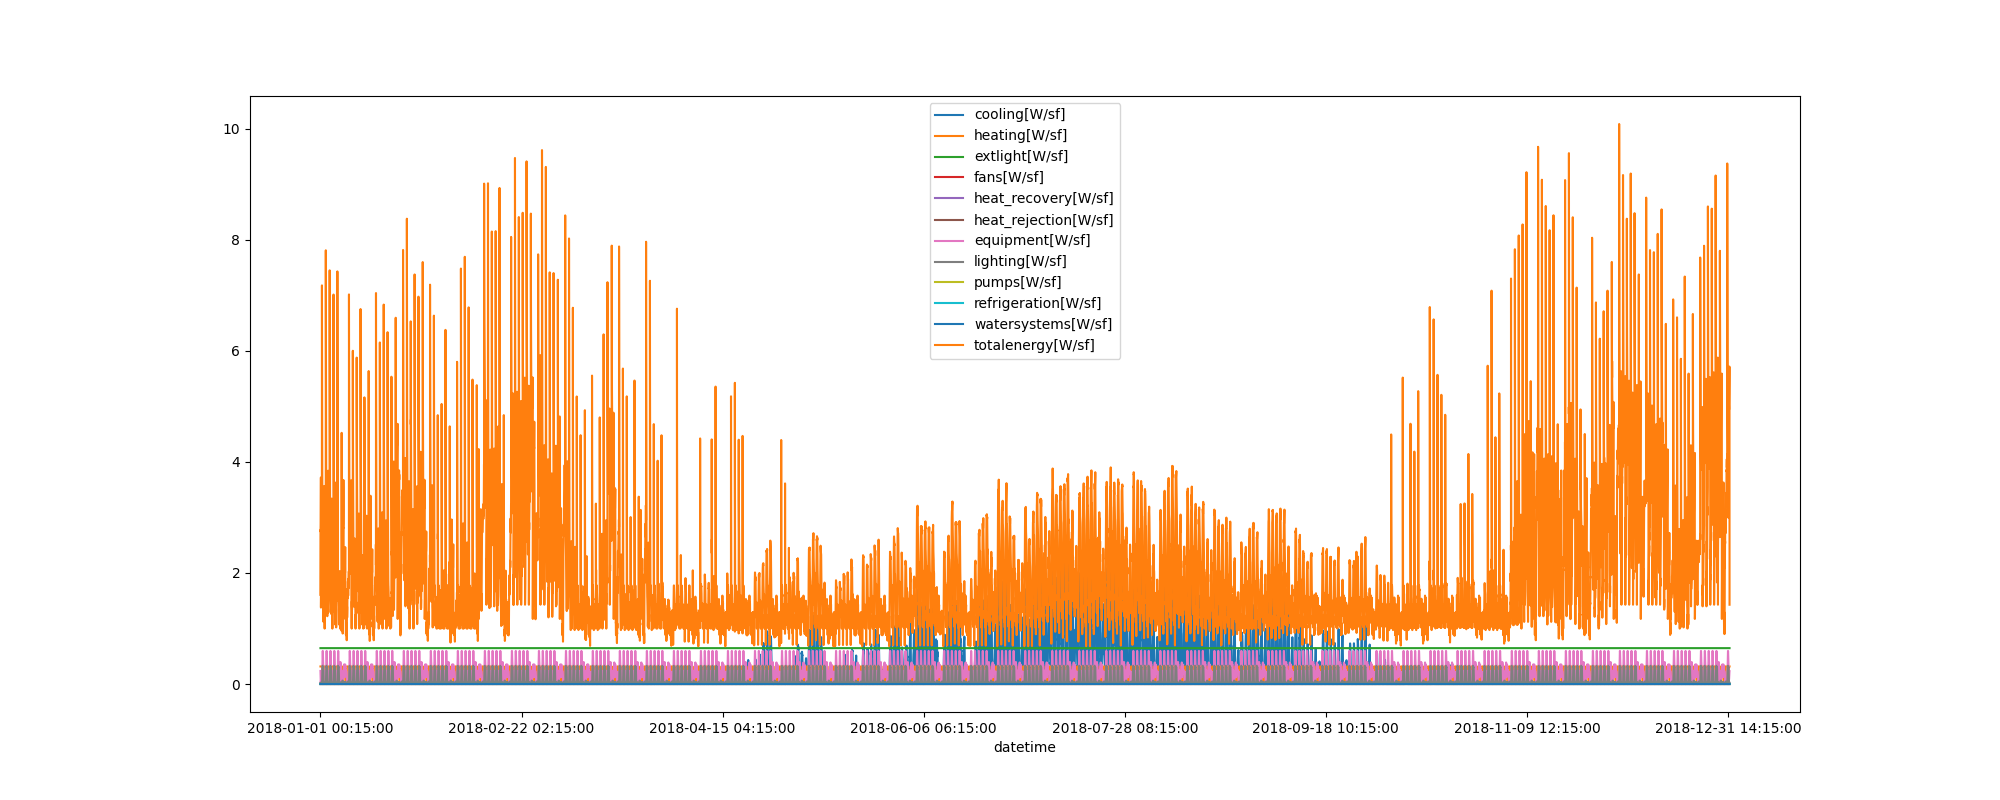 cooling[W/sf]
heating[W/sf]
extlight[W/sf]
fans[W/sf]
heat_recovery[W/sf]
heat_rejection[W/sf]
equipment[W/sf]
lighting[W/sf]
pumps[W/sf]
refrigeration[W/sf]
watersystems[W/sf]
totalenergy[W/sf]
10
8
6
4
2
0
2018-01-01 00:15:00 2018-02-22 02:15:00 2018-04-15 04:15:00 2018-06-06 06:15:00 2018-07-28 08:15:00 2018-09-18 10:15:00 2018-11-09 12:15:00 2018-12-31 14:15:00
datetime